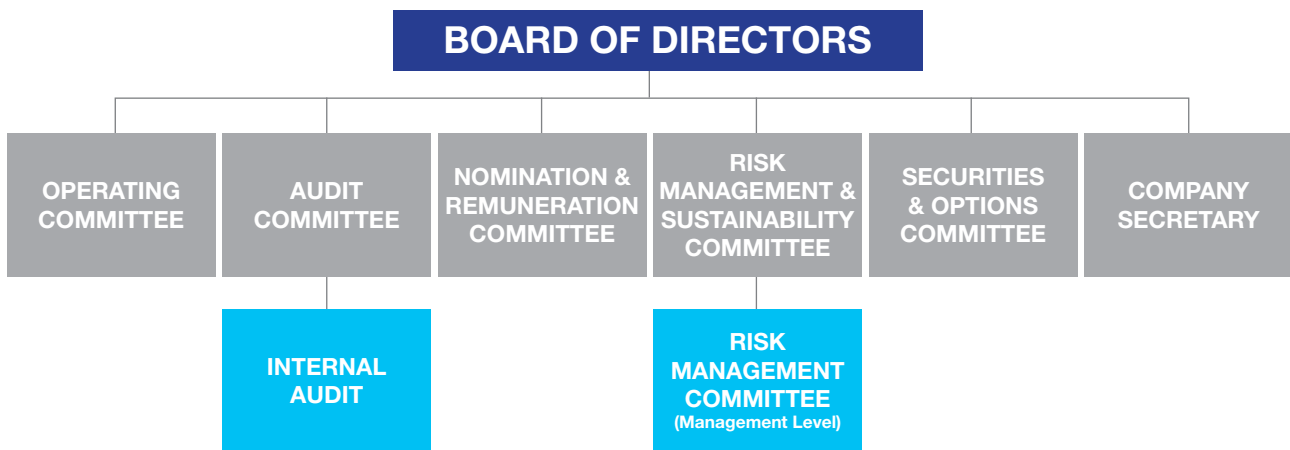 BOARD OF DIRECTORS
OPERATING
COMMITTEE
AUDIT
COMMITTEE
NOMINATION &
REMUNERATION
COMMITTEE
RISK
MANAGEMENT &
SUSTAINABILITY
COMMITTEE
SECURITIES
& OPTIONS
COMMITTEE
COMPANY
SECRETARY
INTERNAL
AUDIT
RISK
MANAGEMENT
COMMITTEE
(Management Level)